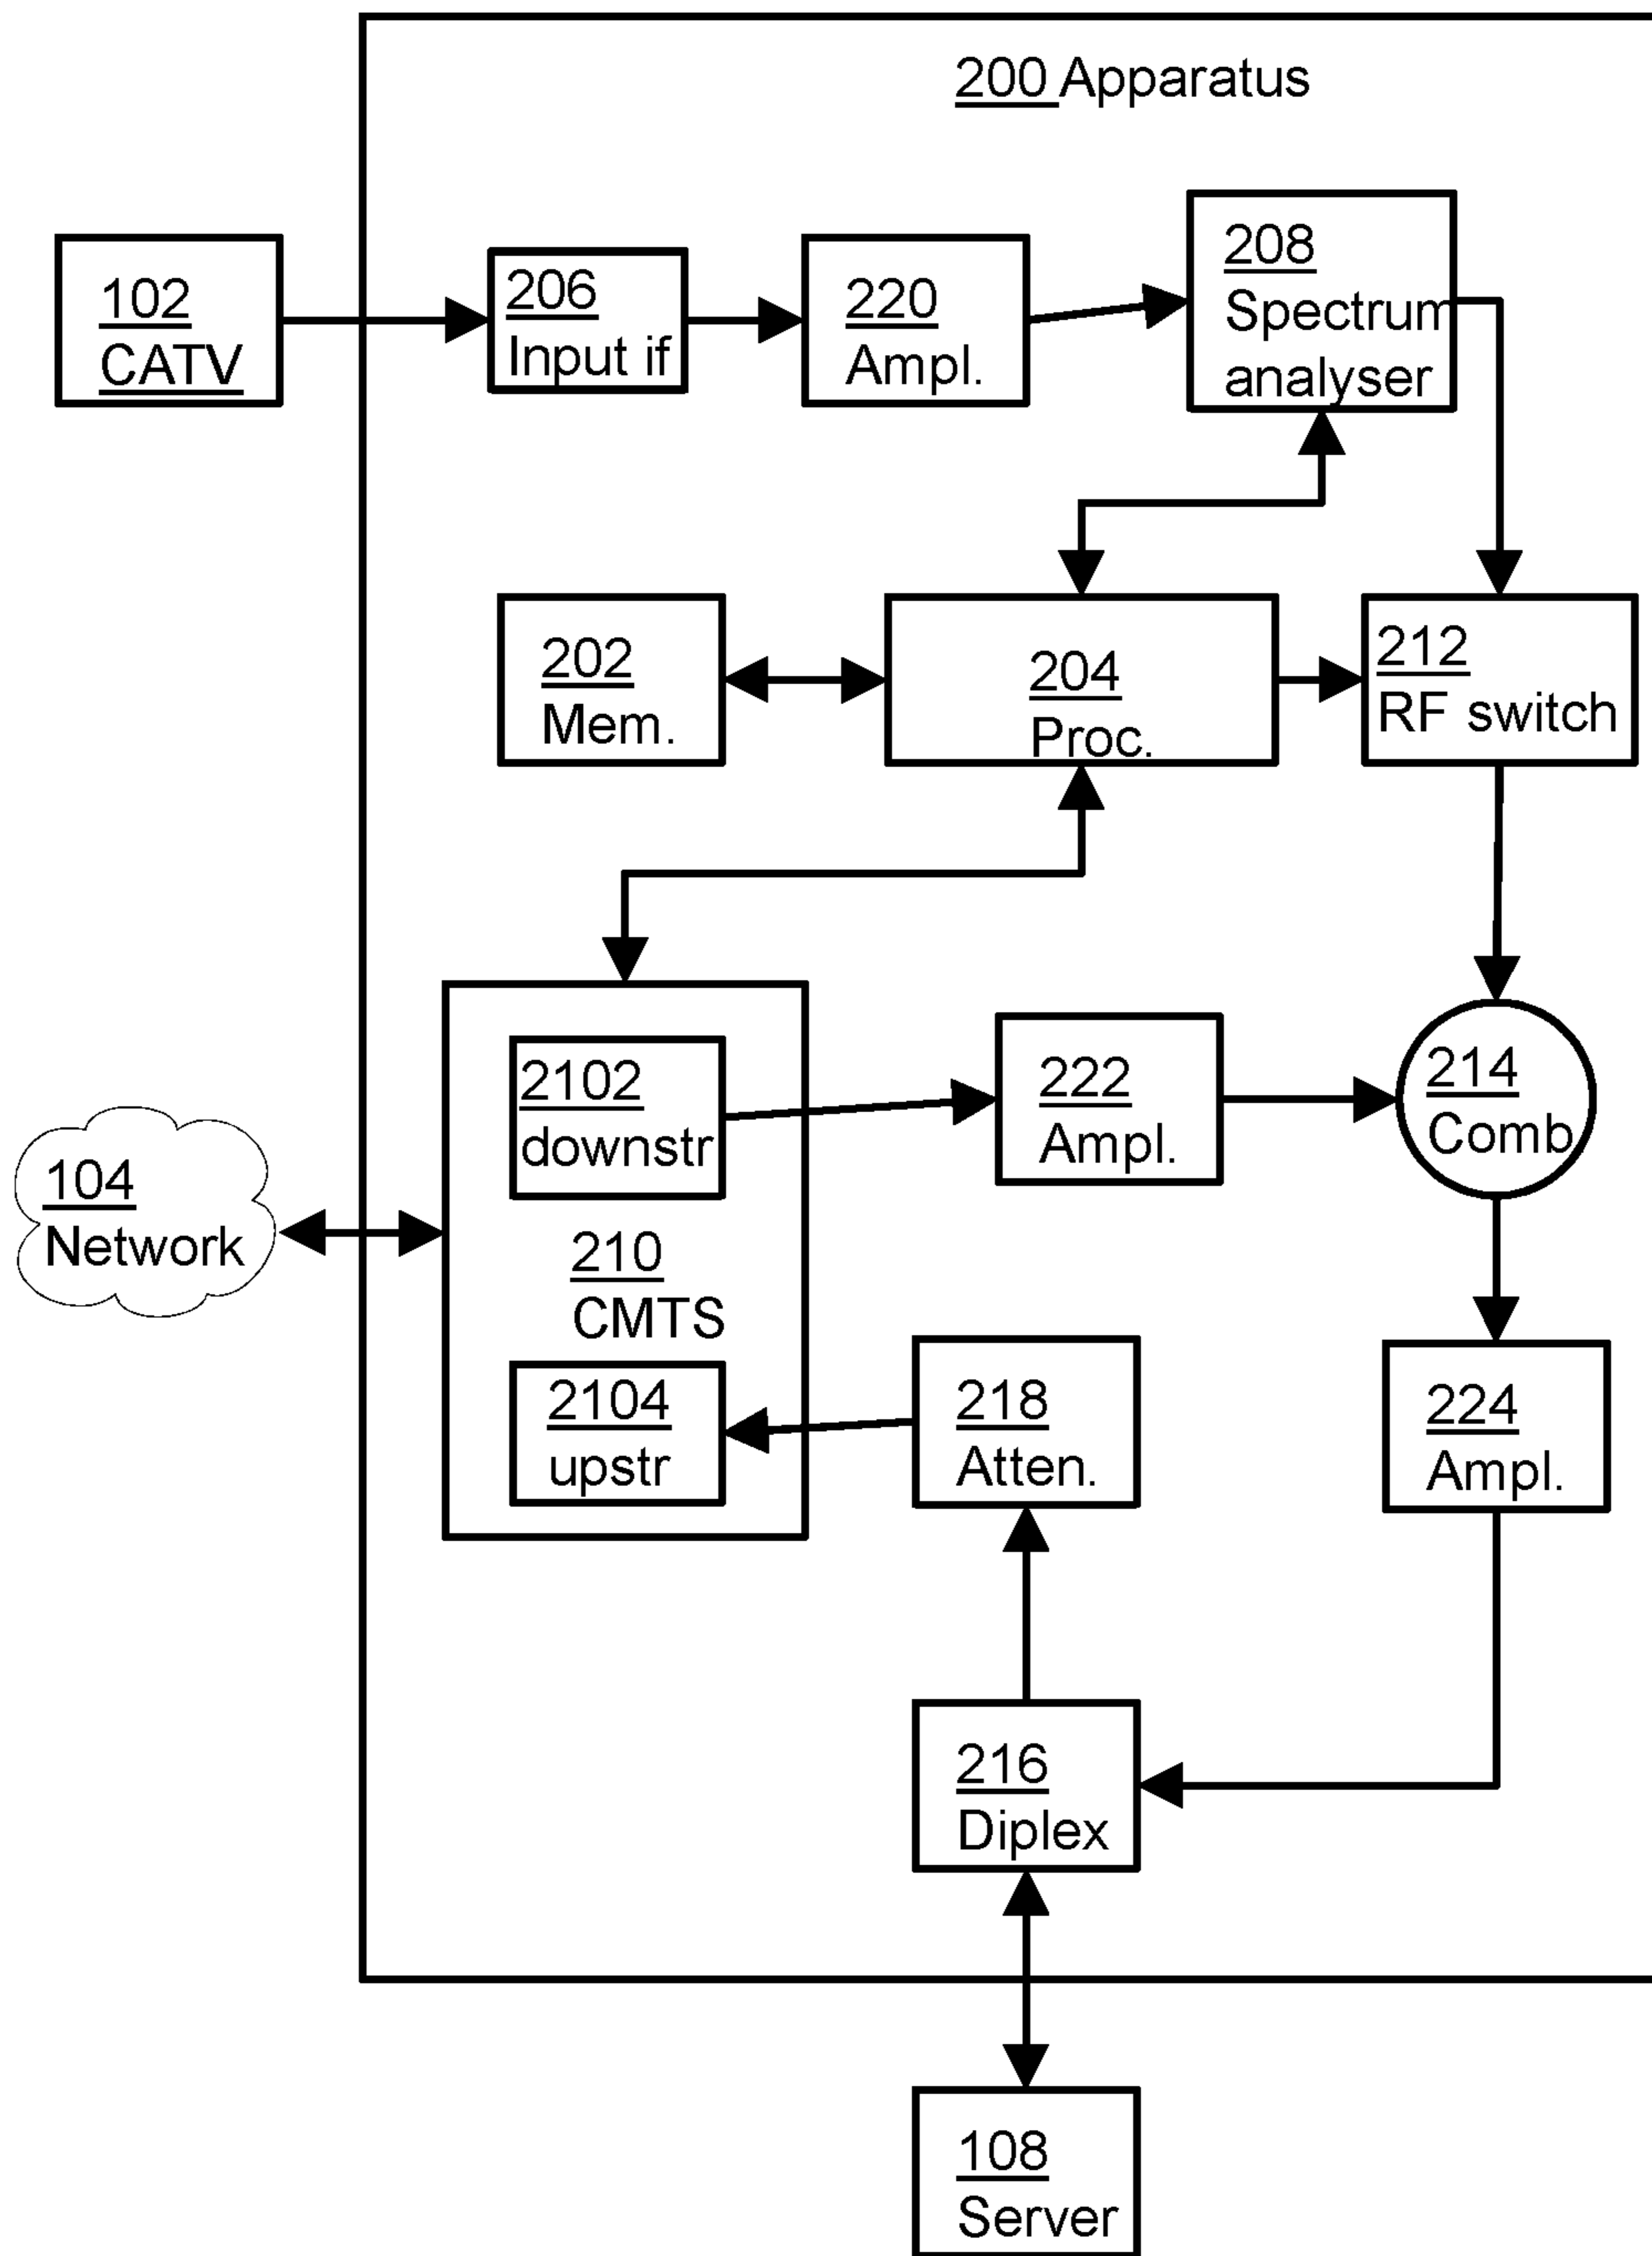 200 Apparatus
102
CATV
206
Input if
220
Ampl.
208
Spectrum
analyser
202
Mem.
204
Proc.
212
RF switch
2102
downstr
222
Ampl.
214
Comb
104
Network
210
CMTS
2104
upstr
218
Atten.
224
Ampl.
216
Diplex
108
Server